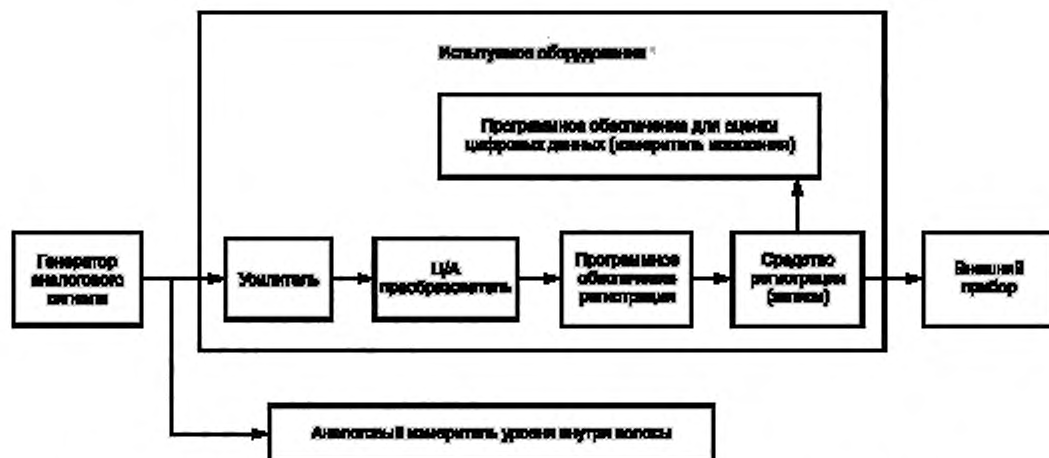 Испытуемое оборудование
Программное обеспечение для оценки
цифровых данных (измеритель искажения)
Генератор
аналогового
сигнала
Усилитель
Ц/А
преобразователь
Программное
обеспечение
регистрации
Средство
регистрации
(записи)
Внешний
прибор
Аналоговый измеритель уровня внутри полосы